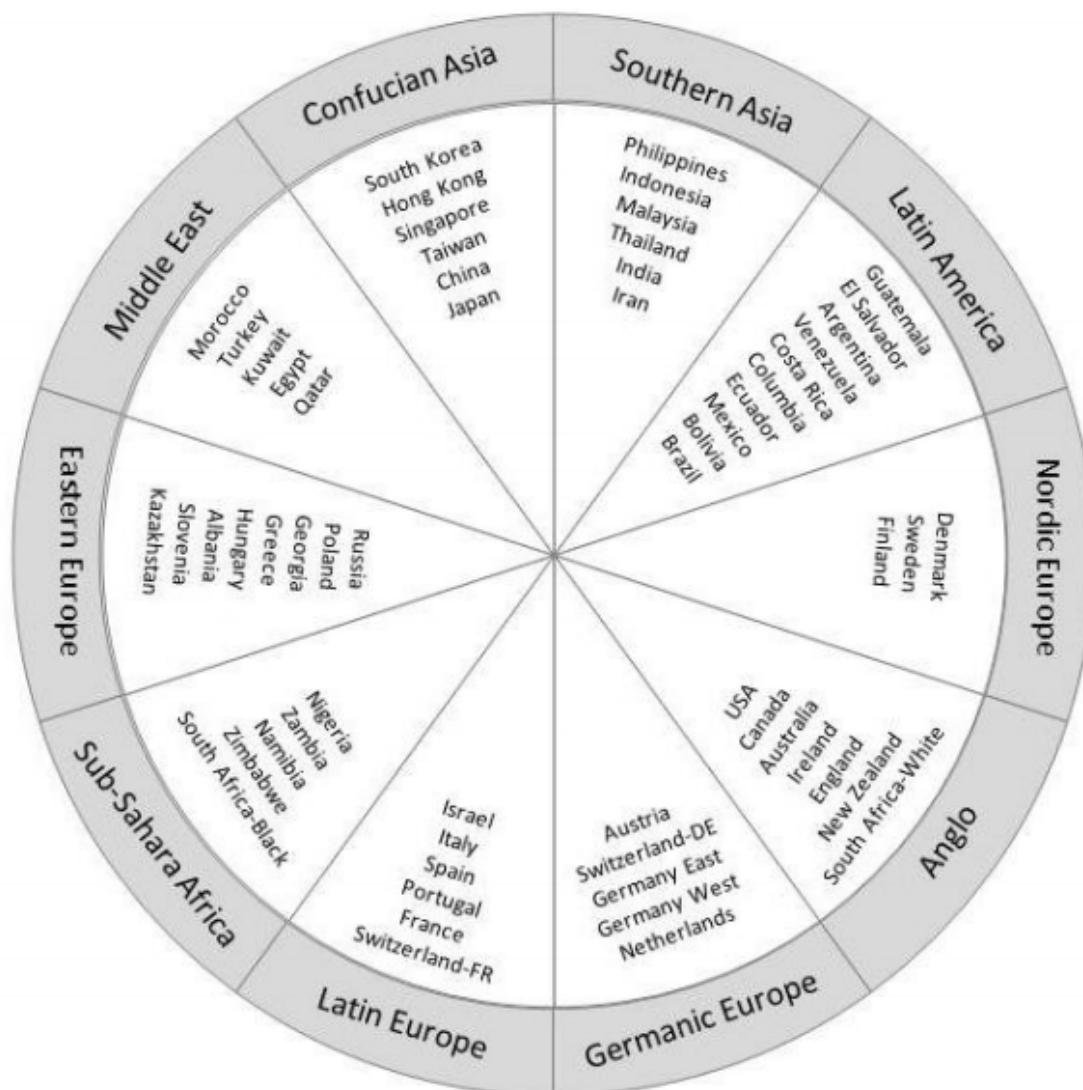 Confucian Asia
South Korea
Hong Kong
Singapore
Taiwan
China
Japan
Southern Asia
Philippines
Indonesia
Malaysia
Thailand
India
Iran
Latin America
Guatemala
El Salvador
Argentina
Venezuela
Costa Rica
Columbia
Ecuador
Mexico
Bolivia
Brazil
Nordic Europe
Denmark
Sweden
Finland
Anglo
USA
Canada
Australia
Ireland
England
New Zealand
South Africa-White
Germanic Europe
Austria
Switzerland-DE
Germany East
Germany West
Netherlands
Latin Europe
Israel
Italy
Spain
Portugal
France
Switzerland-FR
Sub-Sahara Africa
Nigeria
Zambia
Namibia
Zimbabwe
South Africa-Black
Eastern Europe
Russia
Poland
Georgia
Greece
Hungary
Albania
Slovenia
Kazakhstan
Middle East
Morocco
Turkey
Kuwait
Egypt
Qatar